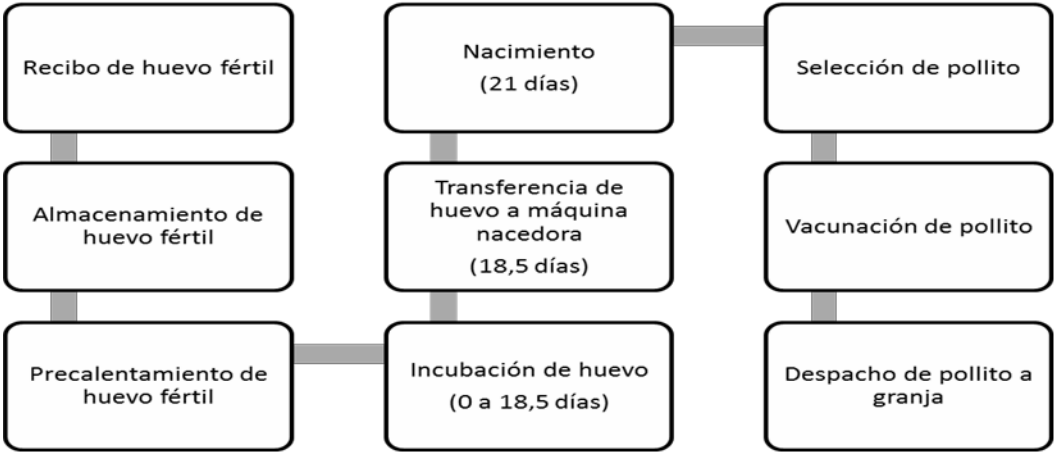 Recibo de huevo fértil
Almacenamiento de
huevo fértil
Precalentamiento de
huevo fértil
Incubación de huevo
(0 a 18,5 días)
Transferencia de
huevo a máquina
nacedora
(18,5 días)
Nacimiento
(21 días)
Selección de pollito
Vacunación de pollito
Despacho de pollito a
granja